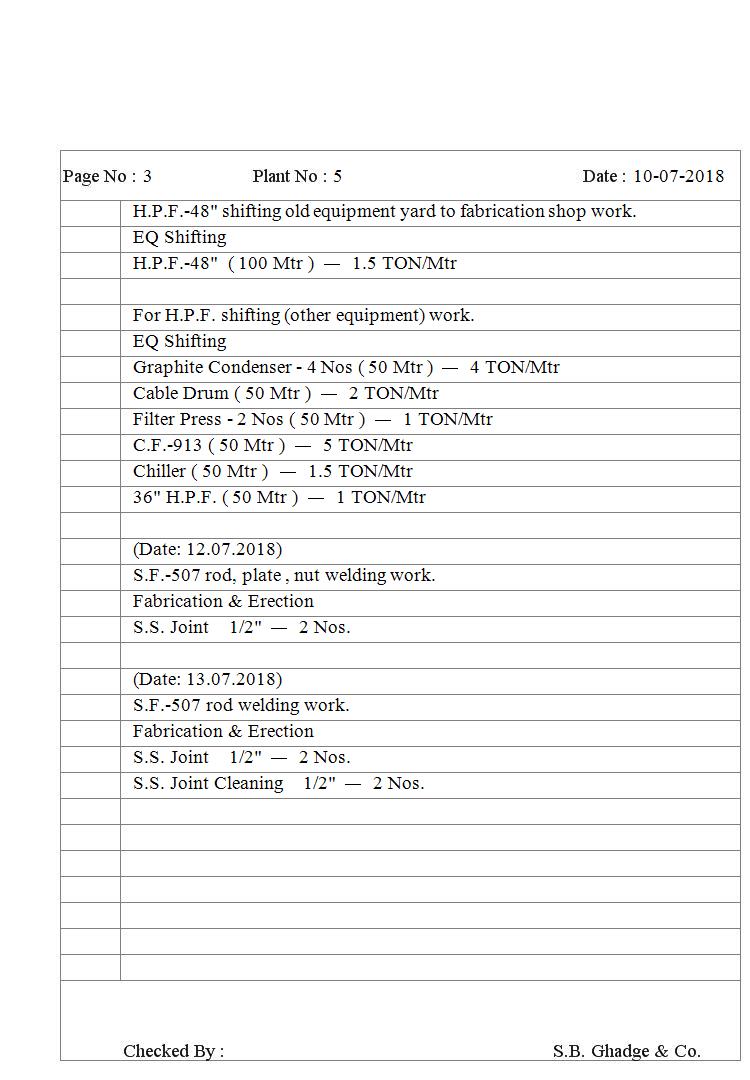 Page No : 3 Plant No : 5 Date : 10-07-2018
H.P.F.-48" shifting old equipment yard to fabrication shop work.
EQ Shifting
H.P.F.-48" ( 100 Mtr ) — 1.5 TON/Mtr
For H.P.F. shifting (other equipment) work.
EQ Shifting
Graphite Condenser - 4 Nos ( 50 Mtr ) — 4 TON/Mtr
Cable Drum ( 50 Mtr ) — 2 TON/Mtr
Filter Press - 2 Nos ( 50 Mtr ) — 1 TON/Mtr
C.F.-913 ( 50 Mtr ) — 5 TON/Mtr
Chiller ( 50 Mtr ) — 1.5 TON/Mtr
36" H.P.F. ( 50 Mtr ) — 1 TON/Mtr
(Date: 12.07.2018)
S.F.-507 rod, plate , nut welding work.
Fabrication & Erection
S.S. Joint 1/2" — 2 Nos.
(Date: 13.07.2018)
S.F.-507 rod welding work.
Fabrication & Erection
S.S. Joint 1/2" — 2 Nos.
S.S. Joint Cleaning 1/2" — 2 Nos.
Checked By : S.B. Ghadge & Co.